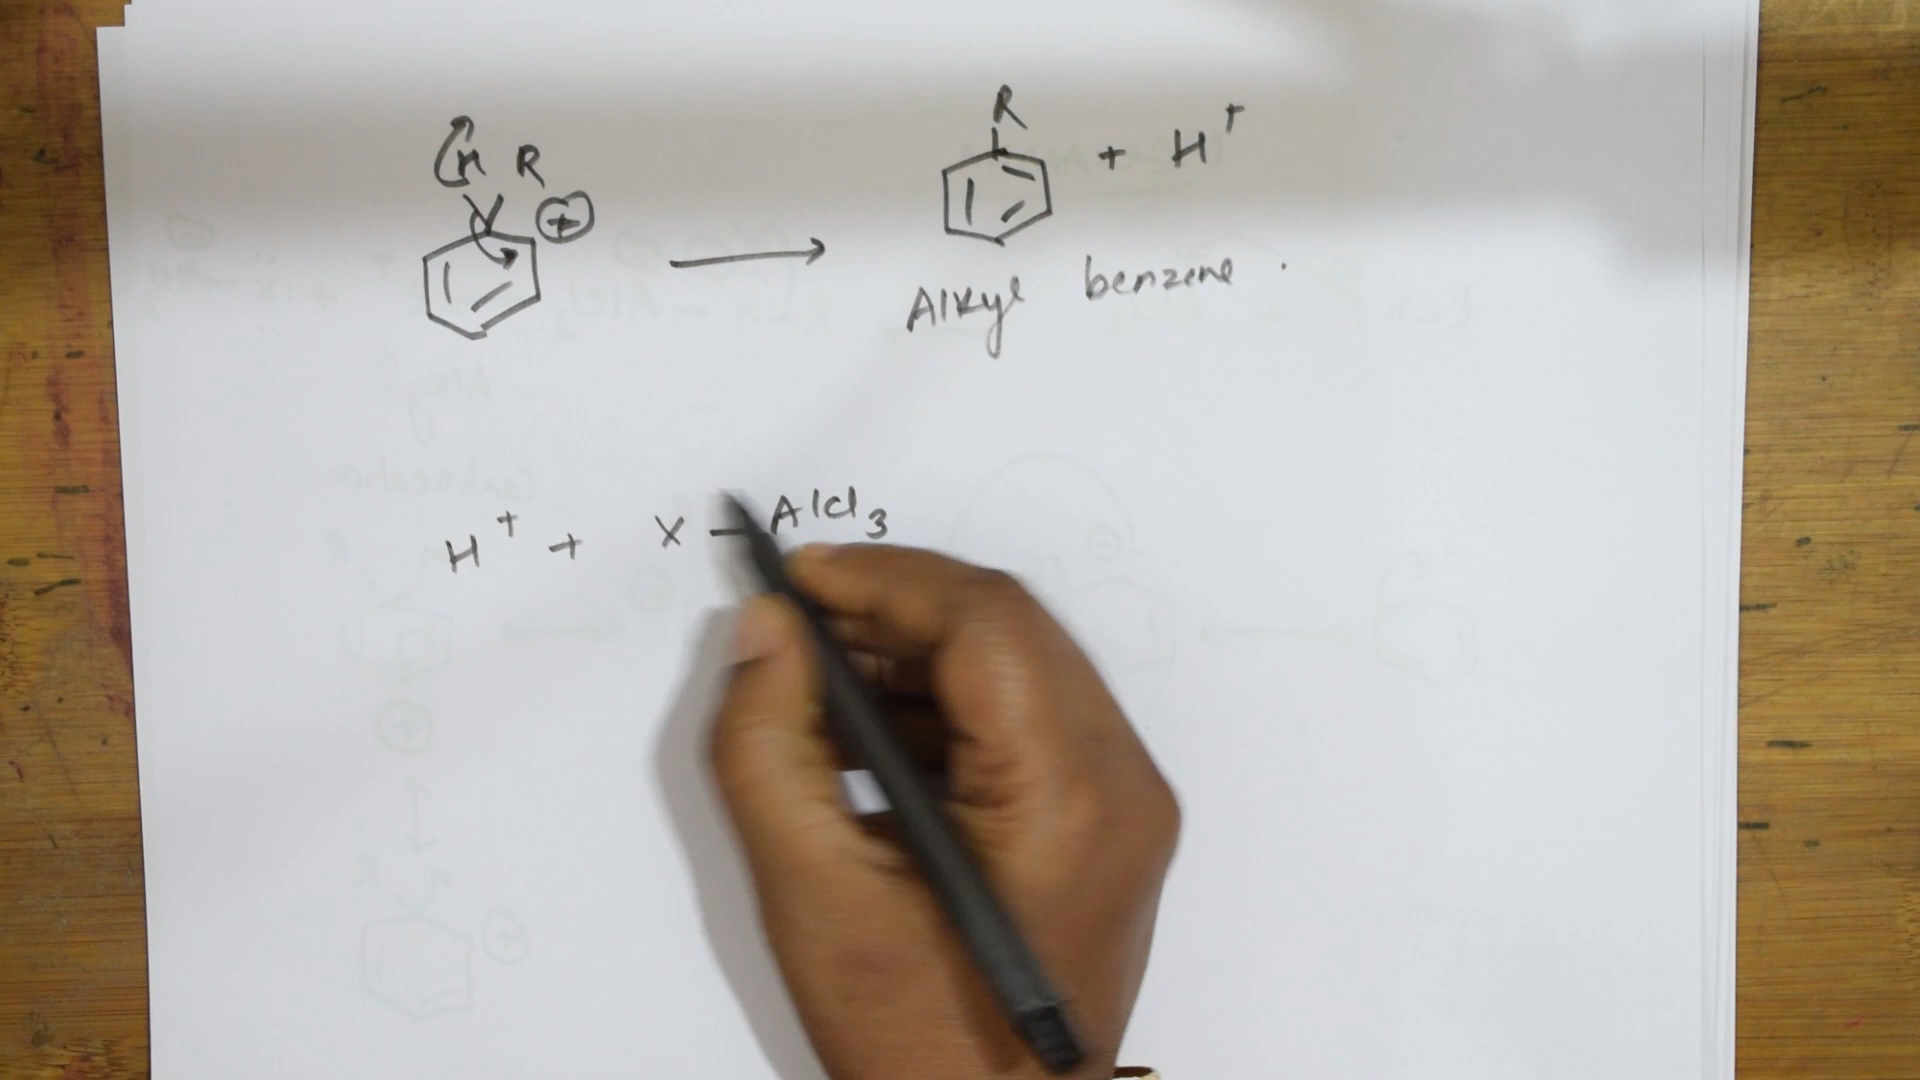 R
H R + H⁺
⊕ ⟶
Alkyl benzene.
H⁺ + X – AlCl₃